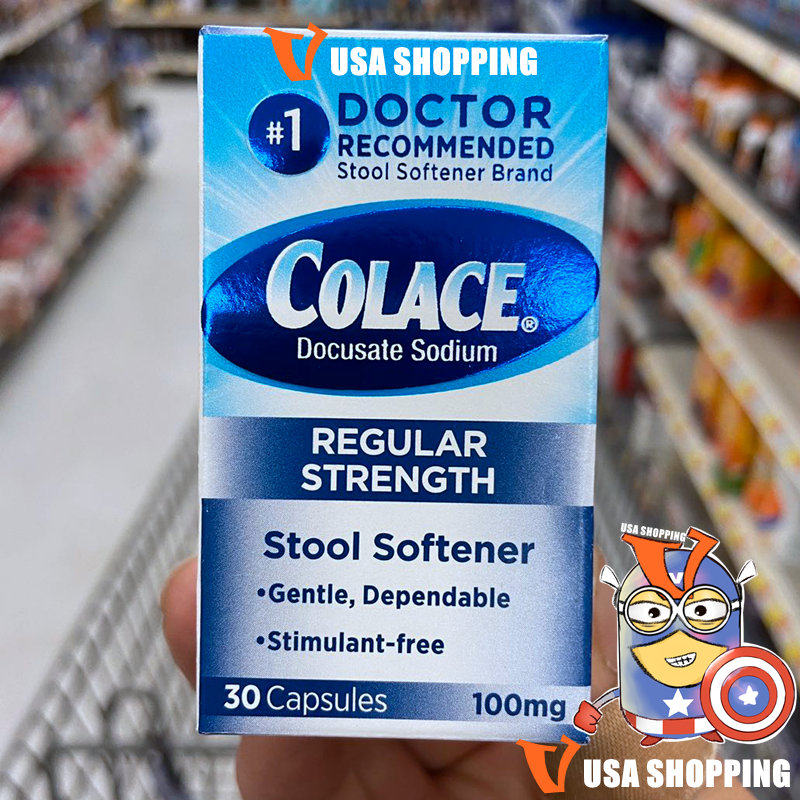 V USA SHOPPING
#1
DOCTOR
RECOMMENDED
Stool Softener Brand
COLACE®
Docusate Sodium
REGULAR
STRENGTH
Stool Softener
•Gentle, Dependable
•Stimulant-free
30 Capsules 100mg
USA SHOPPING
V
V
V USA SHOPPING